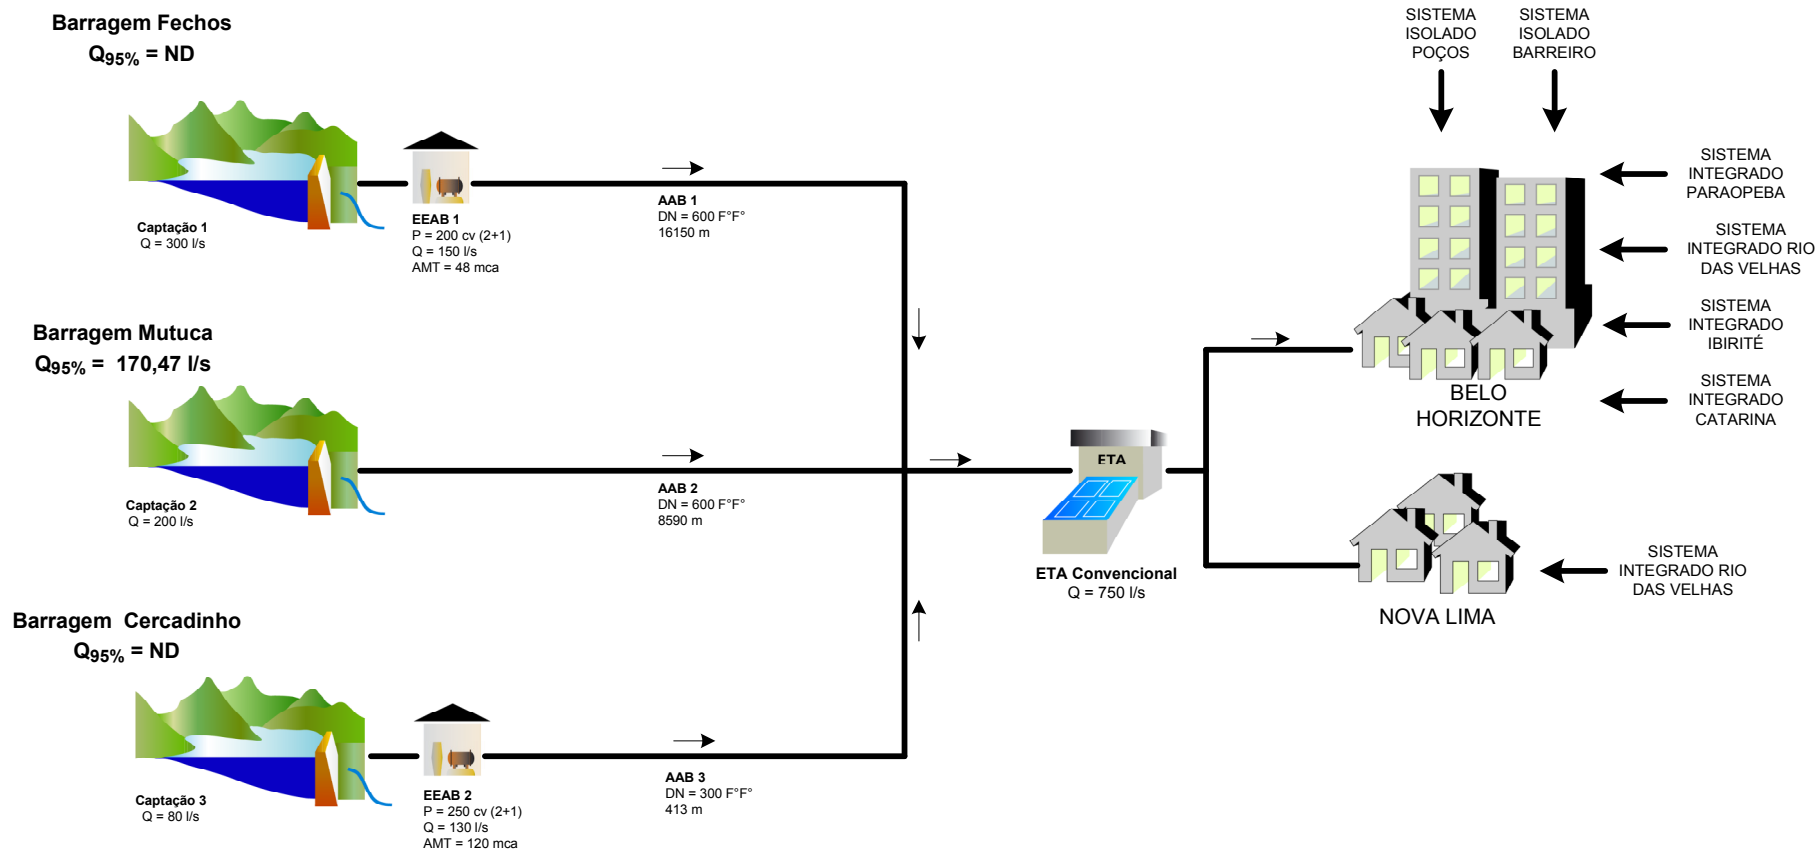 Barragem Fechos
Q95% = ND
Captação 1
Q = 300 l/s
EEAB 1
P = 200 cv (2+1)
Q = 150 l/s
AMT = 48 mca
AAB 1
DN = 600 F°F°
16150 m
Barragem Mutuca
Q95% = 170,47 l/s
Captação 2
Q = 200 l/s
AAB 2
DN = 600 F°F°
8590 m
Barragem Cercadinho
Q95% = ND
Captação 3
Q = 80 l/s
EEAB 2
P = 250 cv (2+1)
Q = 130 l/s
AMT = 120 mca
AAB 3
DN = 300 F°F°
413 m
ETA
ETA Convencional
Q = 750 l/s
SISTEMA
ISOLADO
POÇOS
SISTEMA
ISOLADO
BARREIRO
SISTEMA
INTEGRADO
PARAOPEBA
SISTEMA
INTEGRADO RIO
DAS VELHAS
SISTEMA
INTEGRADO
IBIRITÉ
SISTEMA
INTEGRADO
CATARINA
BELO
HORIZONTE
SISTEMA
INTEGRADO RIO
DAS VELHAS
NOVA LIMA